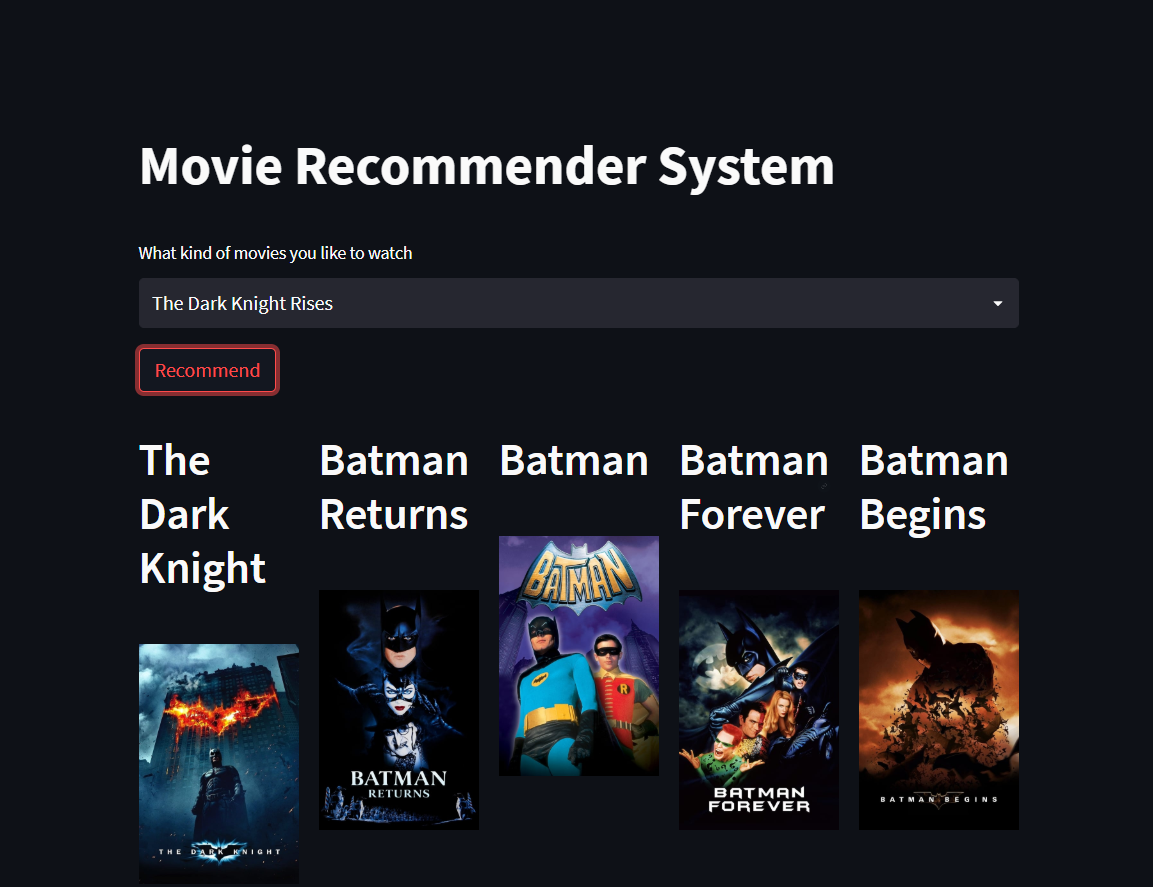 Movie Recommender System
What kind of movies you like to watch
The Dark Knight Rises
Recommend
The
Dark
Knight
Batman
Returns
Batman
Batman
Forever
Batman
Begins
THE DARK KNIGHT
BATMAN
RETURNS
BATMAN
R
BATMAN
FOREVER
BATMAN BEGINS